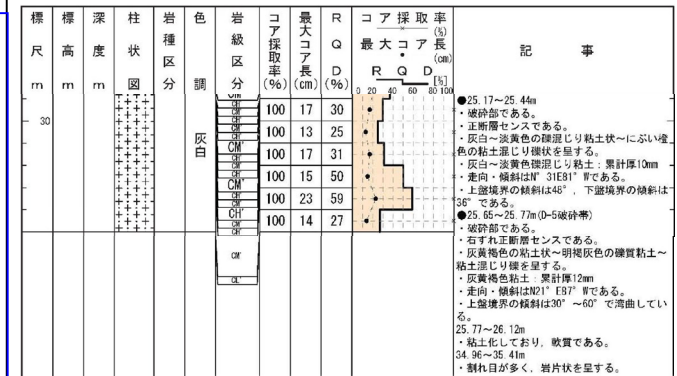 標尺m
標高m
深度m
柱状図
岩種区分
色調
岩級区分
コア採取率(%)
最大コア長(cm)
RQD(%)
コア採取率(%)
最大コア長(cm)
RQD[%]
0 20 40 60 80 100
記事
30
灰白
CH'
CM'
100 17 30
100 13 25
CM'
100 17 31
100 15 50
CM'
100 23 59
CH'
100 14 27
CM'
CL'
●25.17～25.44m
・破砕部である。
・正断層センスである。
・灰白～淡黄色の礫混じり粘土状～にぶい橙
色の粘土混じり礫状を呈する。
・灰白～淡黄色礫混じり粘土：累計厚10mm
・走向・傾斜はN° 31E81° Wである。
・上盤境界の傾斜は48°，下盤境界の傾斜は
36° である。
●25.65～25.77m(D-5破砕帯)
・破砕部である。
・右ずれ正断層センスである。
・灰黄褐色の粘土状～明褐灰色の礫質粘土～
粘土混じり礫を呈する。
・灰黄褐色粘土：累計厚12mm
・走向・傾斜はN21° E87° Wである。
・上盤境界の傾斜は30° ～60° で湾曲してい
る。
25.77～26.12m
・粘土化しており，軟質である。
34.96～35.41m
・割れ目が多く，岩片状を呈する。